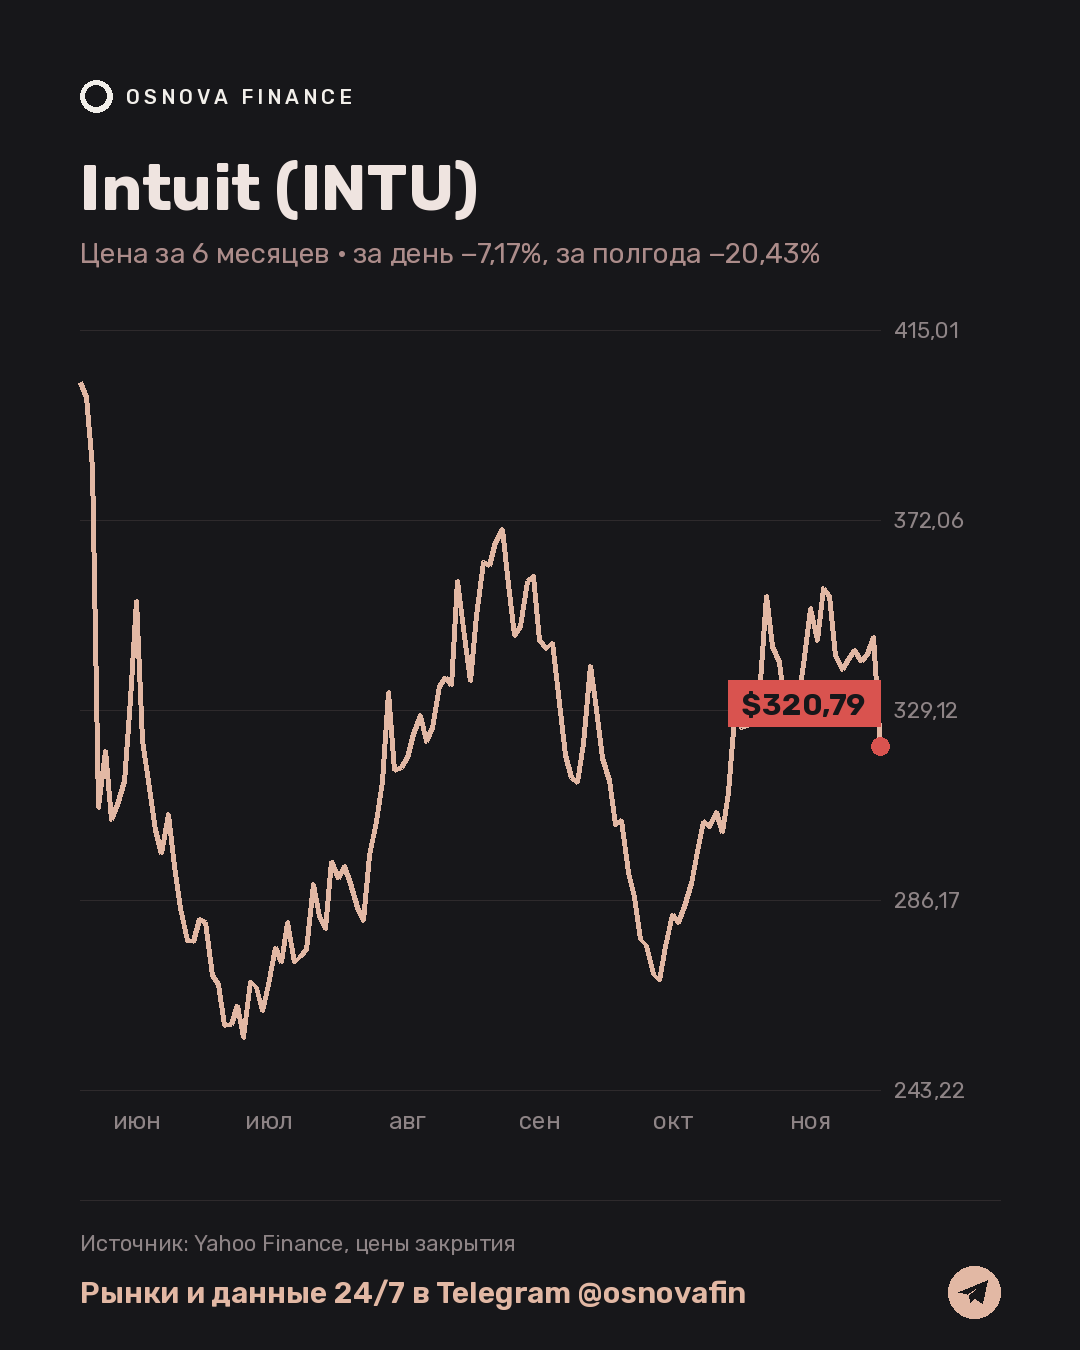 OSNOVA FINANCE
Intuit (INTU)
Цена за 6 месяцев • за день −7,17%, за полгода −20,43%
415,01
372,06
$320,79
329,12
286,17
243,22
июн июл авг сен окт ноя
Источник: Yahoo Finance, цены закрытия
Рынки и данные 24/7 в Telegram @osnovafin